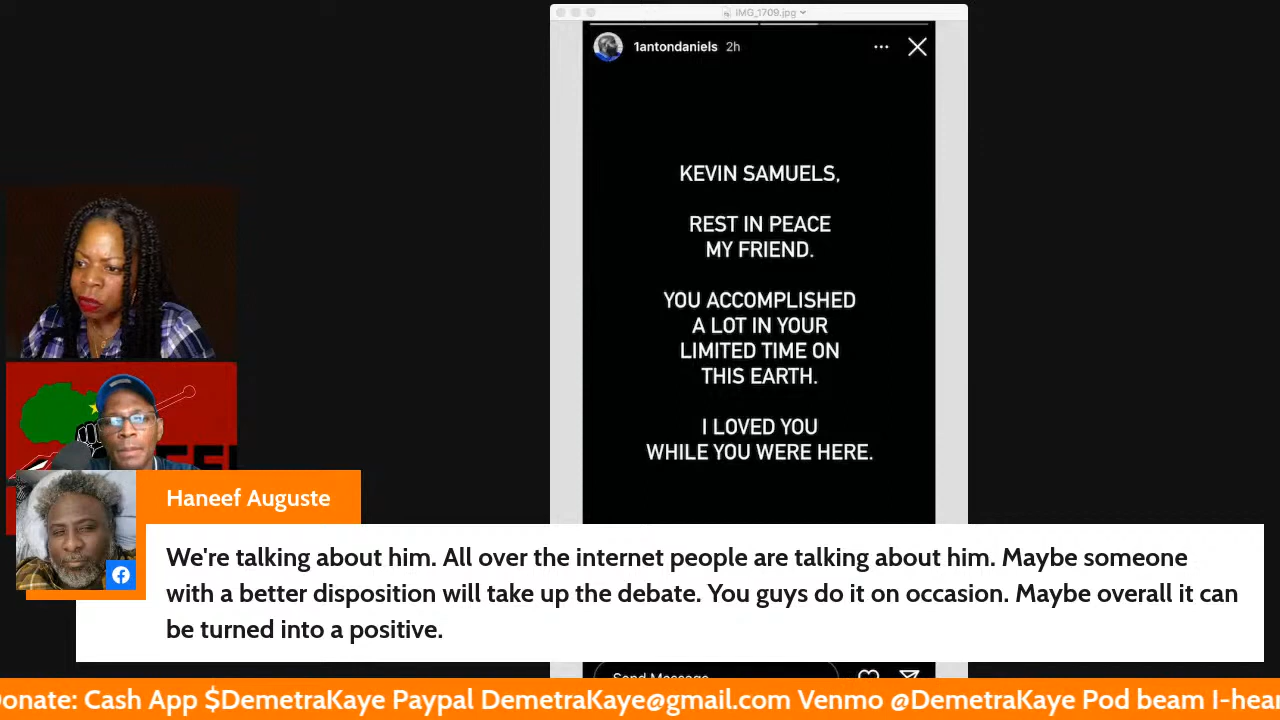 IMG_1709.jpg
1antondaniels 2h
KEVIN SAMUELS,
REST IN PEACE
MY FRIEND.
YOU ACCOMPLISHED
A LOT IN YOUR
LIMITED TIME ON
THIS EARTH.
I LOVED YOU
WHILE YOU WERE HERE.
Haneef Auguste
We're talking about him. All over the internet people are talking about him. Maybe someone
with a better disposition will take up the debate. You guys do it on occasion. Maybe overall it can
be turned into a positive.
Send Message
Donate: Cash App $DemetraKaye Paypal DemetraKaye@gmail.com Venmo @DemetraKaye Pod beam